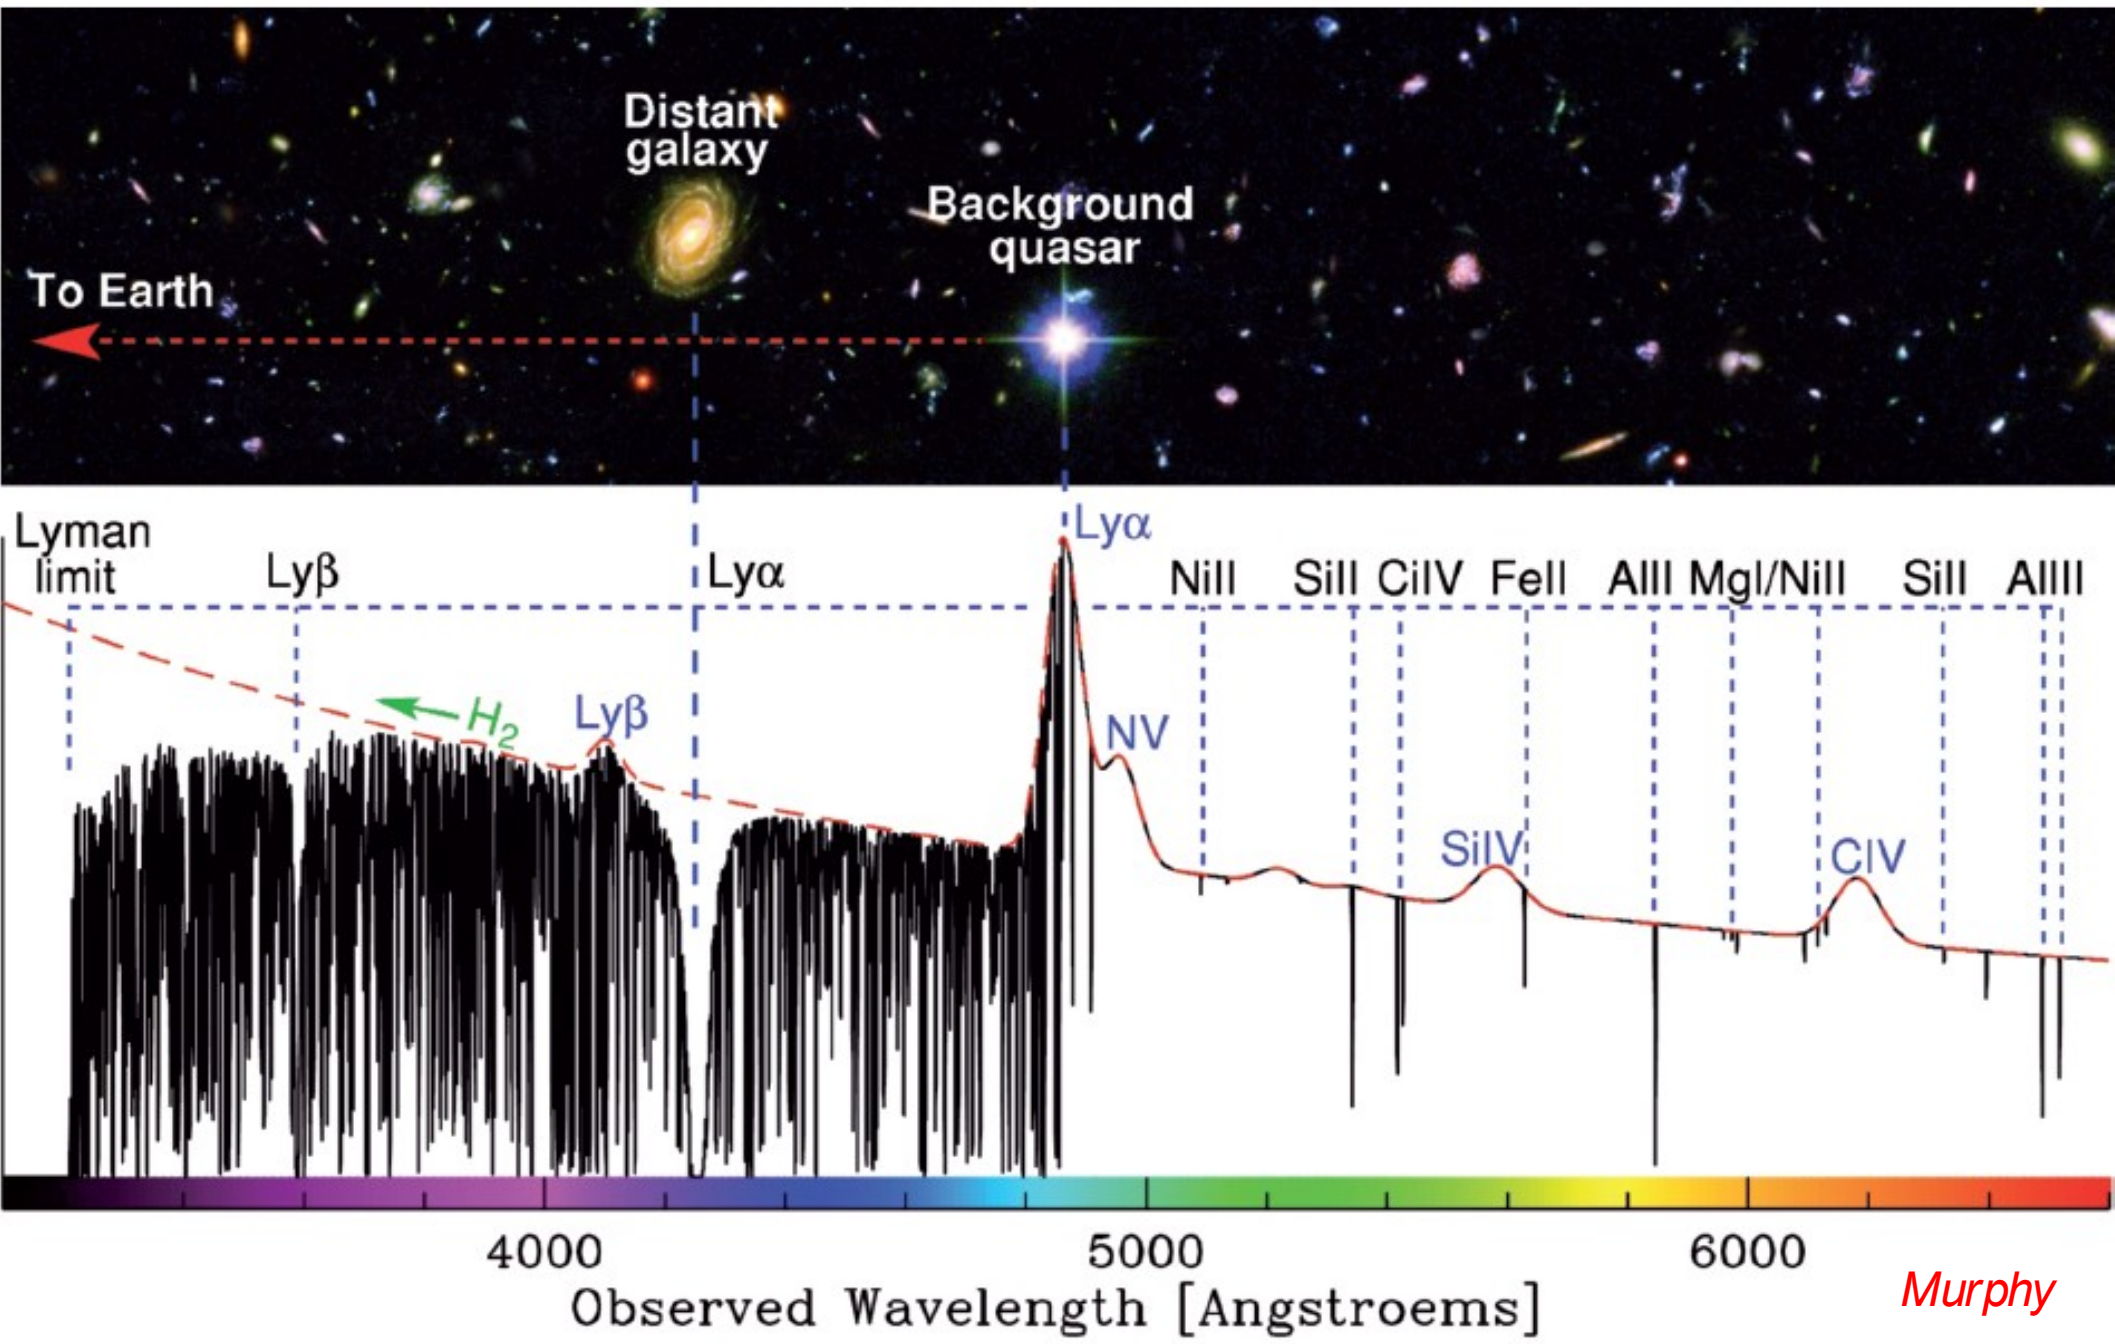 Distant
galaxy
Background
quasar
To Earth
Lyman
limit
Lyβ
Lyα
Lyα
NiII
SiII
CiIV
FeII
AlII
MgI/NiII
SiII
AlIII
H₂
Lyβ
NV
SiIV
CIV
4000
5000
6000
Observed Wavelength [Angstroems]
Murphy